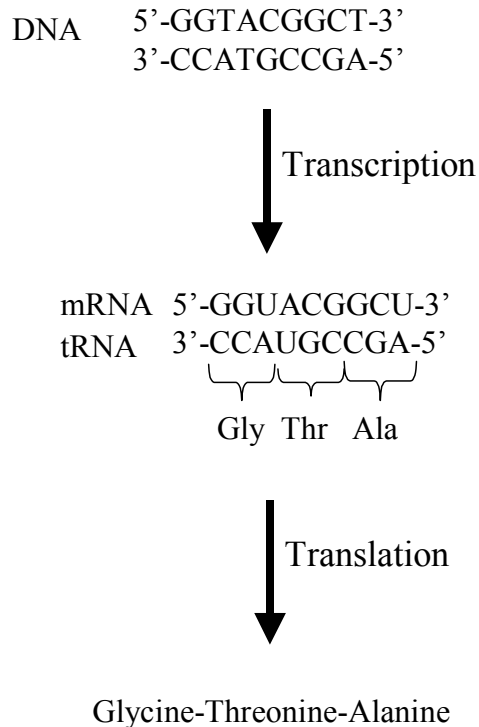 DNA 5’-GGTACGGCT-3’
3’-CCATGCCGA-5’
Transcription
mRNA 5’-GGUACGGCU-3’
tRNA 3’-CCAUGCCGA-5’
Gly Thr Ala
Translation
Glycine-Threonine-Alanine